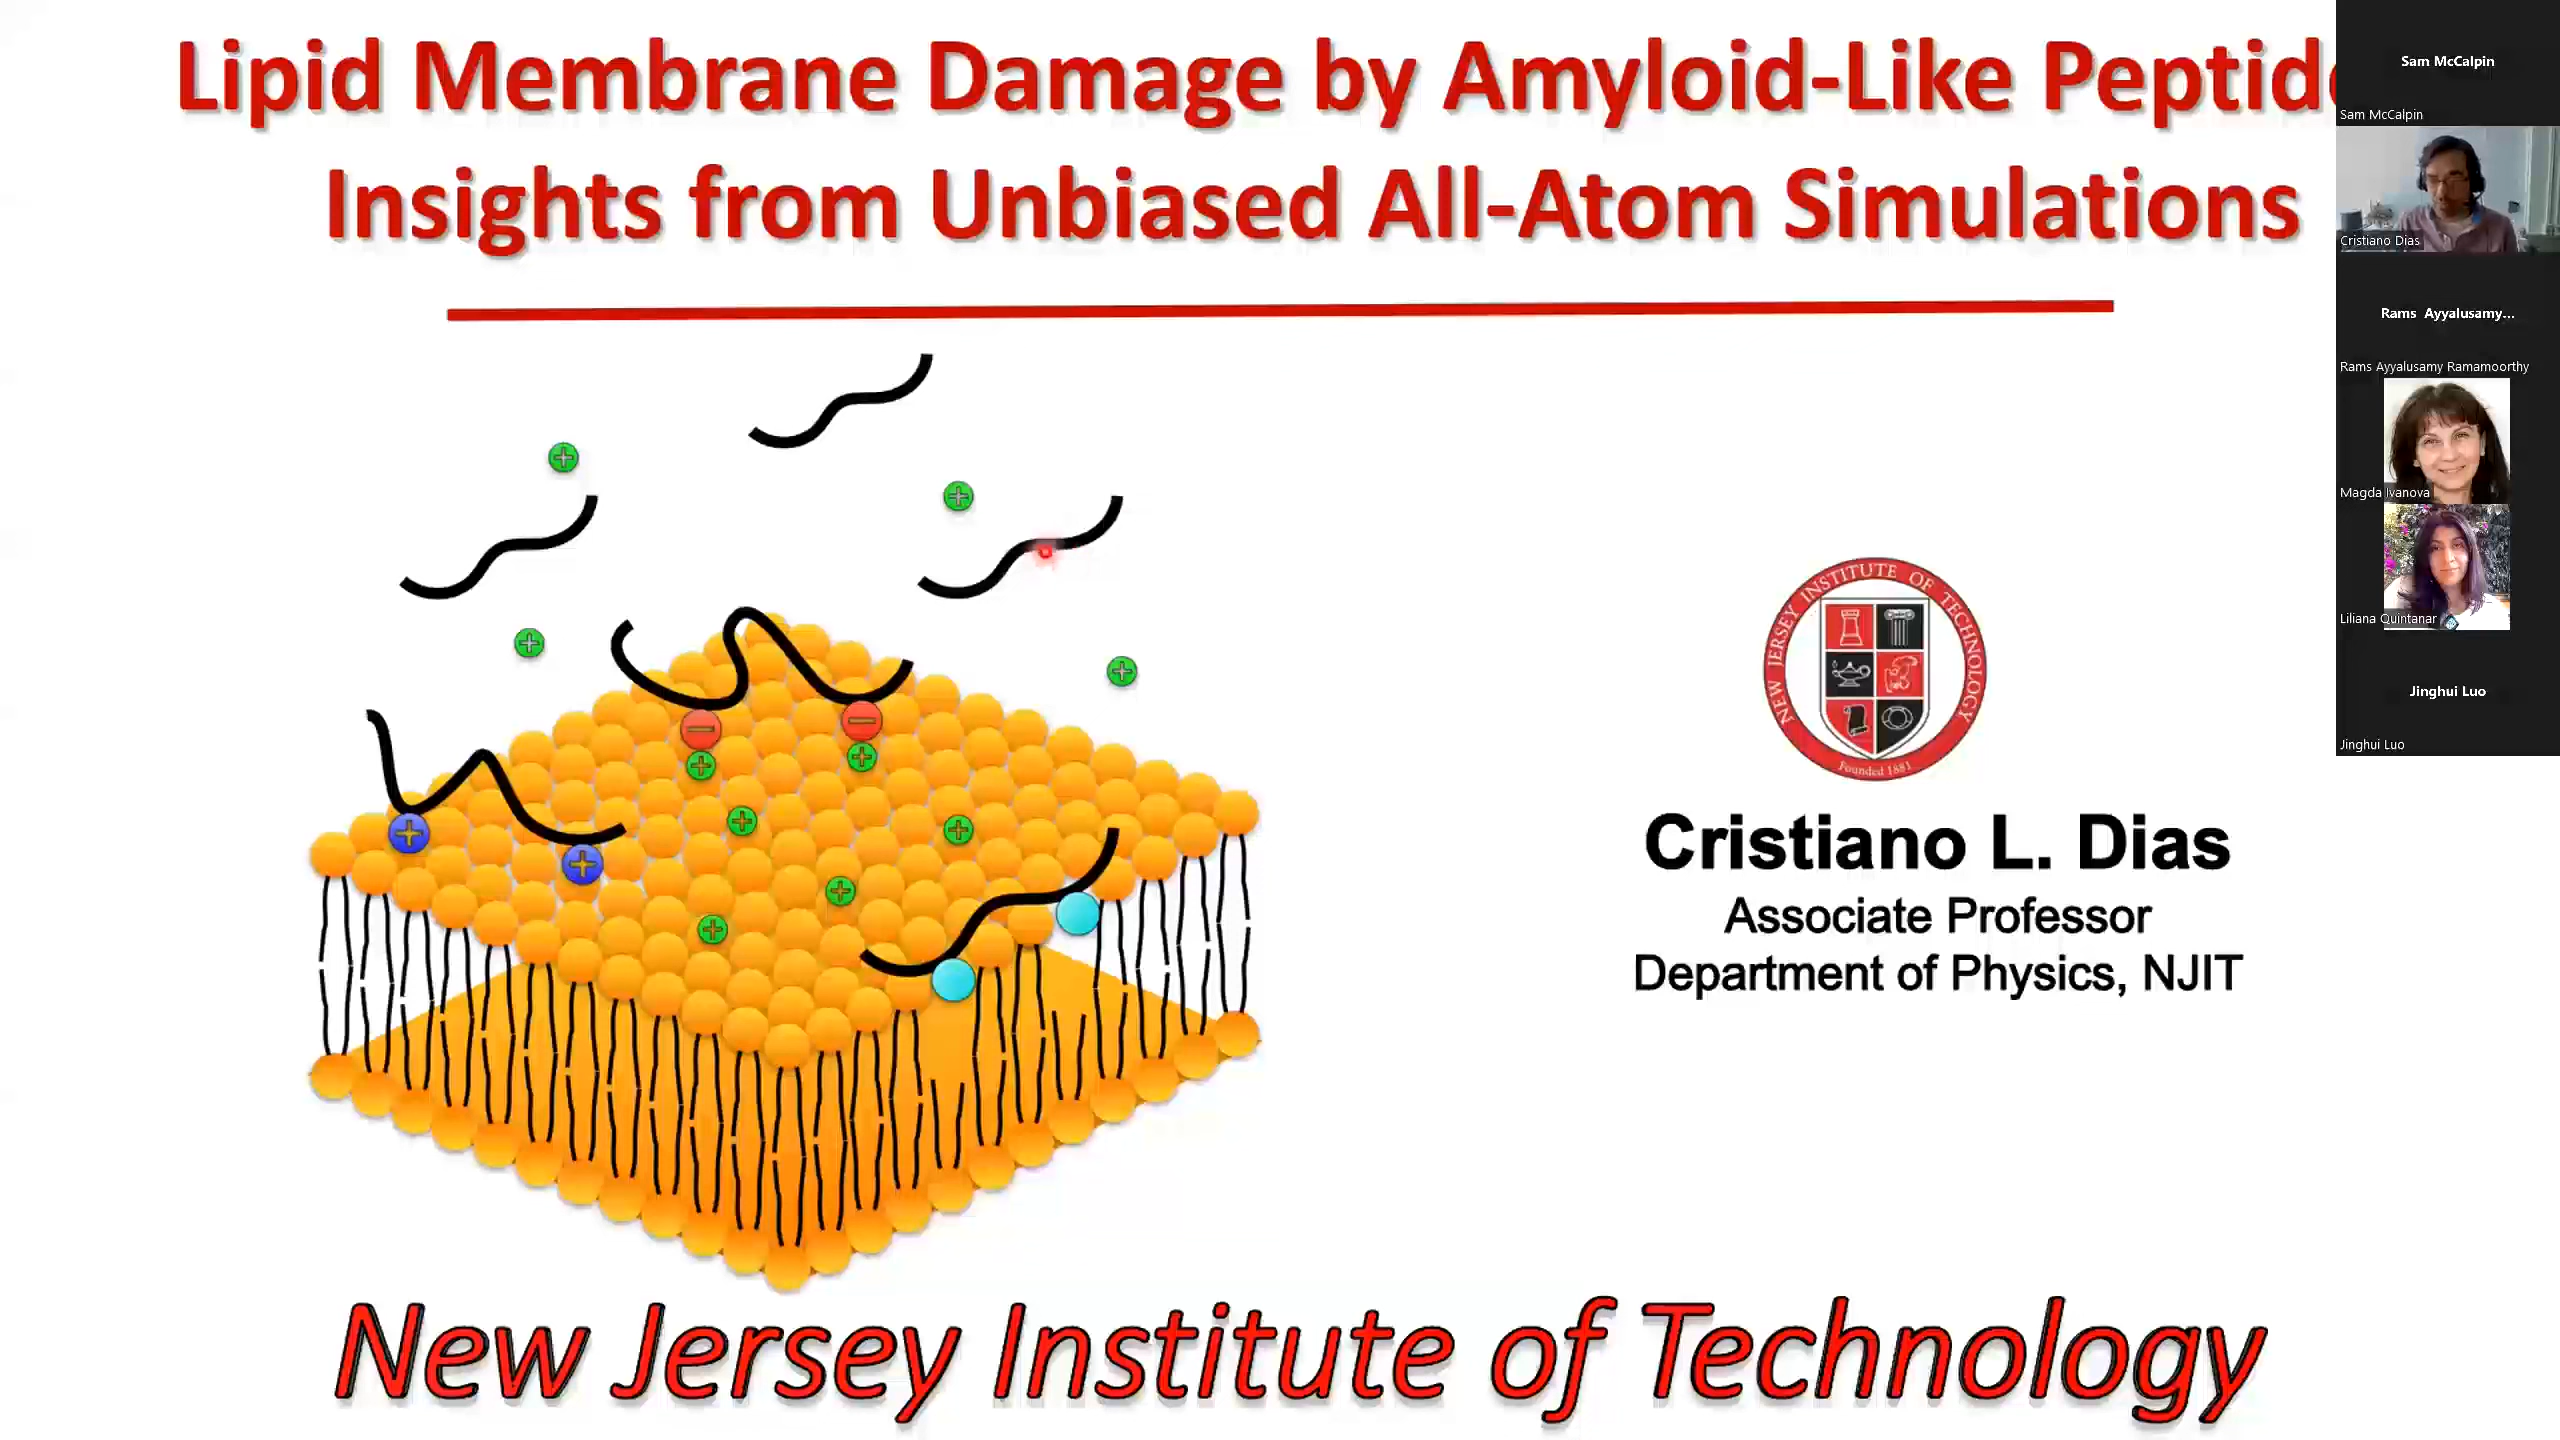 Lipid Membrane Damage by Amyloid-Like Peptid
Insights from Unbiased All-Atom Simulations
NEW JERSEY INSTITUTE OF TECHNOLOGY
Founded 1881
Cristiano L. Dias
Associate Professor
Department of Physics, NJIT
New Jersey Institute of Technology
Sam McCalpin
Sam McCalpin
Cristiano Dias
Rams Ayyalusamy...
Rams Ayyalusamy Ramamoorthy
Magda Ivanova
Liliana Quintanar
Jinghui Luo
Jinghui Luo